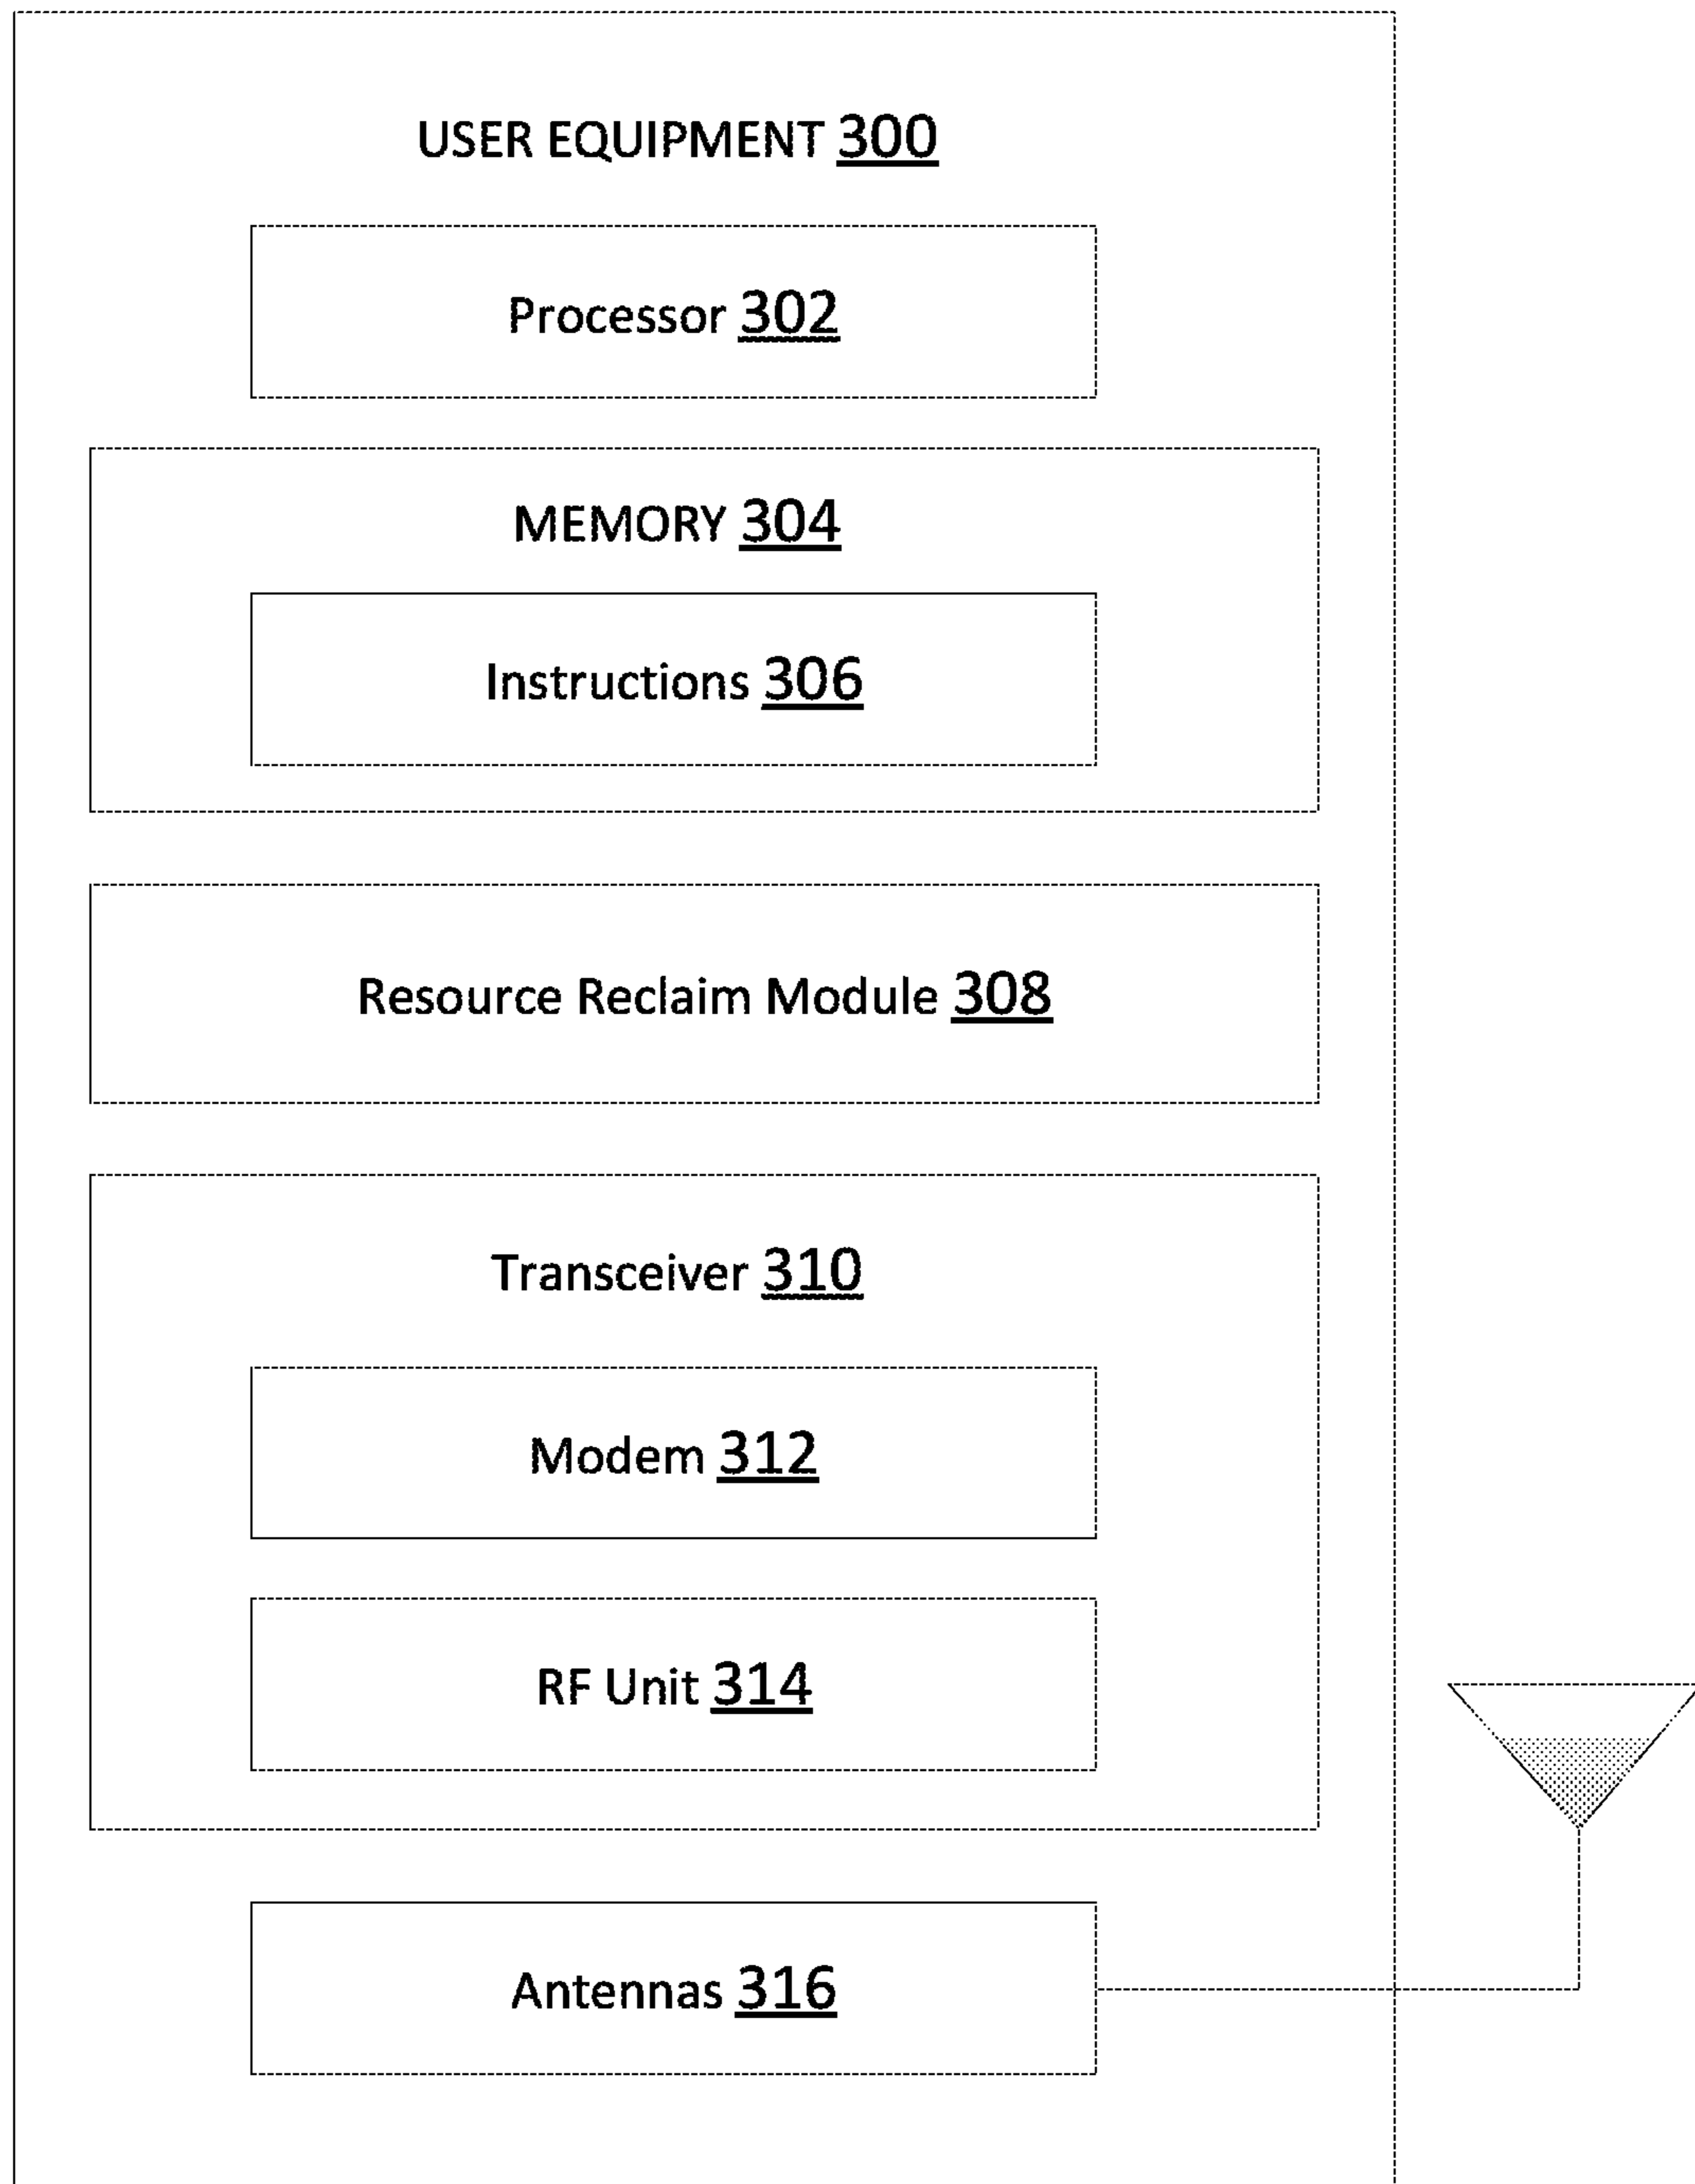 USER EQUIPMENT 300
Processor 302
MEMORY 304
Instructions 306
Resource Reclaim Module 308
Transceiver 310
Modem 312
RF Unit 314
Antennas 316